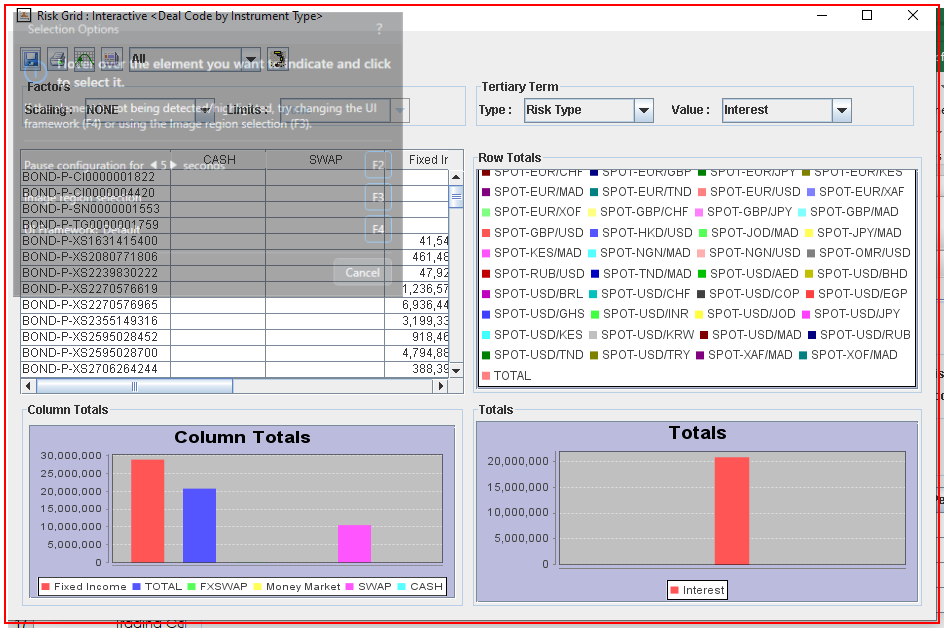 Risk Grid : Interactive <Deal Code by Instrument Type>
Selection Options
?
All
Hover over the element you want to indicate and click
to select it.
Factors
Scaling: NONE Limits:
If the element is not being detected/highlighted, try changing the UI
framework (F4) or using the Image region selection (F3).
Tertiary Term
Type : Risk Type Value : Interest
CASH SWAP Fixed Ir
Pause configuration for 5 seconds F2
Image region selection F3
UI Framework: Default F4
Cancel
BOND-P-CI0000001822
BOND-P-CI0000004420
BOND-P-SN0000001553
BOND-P-TG0000001759
BOND-P-XS1631415400 41,54
BOND-P-XS2080771806 461,48
BOND-P-XS2239830222 47,92
BOND-P-XS2270576619 1,236,57
BOND-P-XS2270576965 6,936,44
BOND-P-XS2355149316 3,199,33
BOND-P-XS2595028452 918,46
BOND-P-XS2595028700 4,794,88
BOND-P-XS2706264244 388,39
Row Totals
SPOT-EUR/CHF SPOT-EUR/GBP SPOT-EUR/JPY SPOT-EUR/KES
SPOT-EUR/MAD SPOT-EUR/TND SPOT-EUR/USD SPOT-EUR/XAF
SPOT-EUR/XOF SPOT-GBP/CHF SPOT-GBP/JPY SPOT-GBP/MAD
SPOT-GBP/USD SPOT-HKD/USD SPOT-JOD/MAD SPOT-JPY/MAD
SPOT-KES/MAD SPOT-NGN/MAD SPOT-NGN/USD SPOT-OMR/USD
SPOT-RUB/USD SPOT-TND/MAD SPOT-USD/AED SPOT-USD/BHD
SPOT-USD/BRL SPOT-USD/CHF SPOT-USD/COP SPOT-USD/EGP
SPOT-USD/GHS SPOT-USD/INR SPOT-USD/JOD SPOT-USD/JPY
SPOT-USD/KES SPOT-USD/KRW SPOT-USD/MAD SPOT-USD/RUB
SPOT-USD/TND SPOT-USD/TRY SPOT-XAF/MAD SPOT-XOF/MAD
TOTAL
Column Totals
Column Totals
30,000,000
25,000,000
20,000,000
15,000,000
10,000,000
5,000,000
0
Fixed Income TOTAL FXSWAP Money Market SWAP CASH
Totals
Totals
20,000,000
15,000,000
10,000,000
5,000,000
0
Interest
17